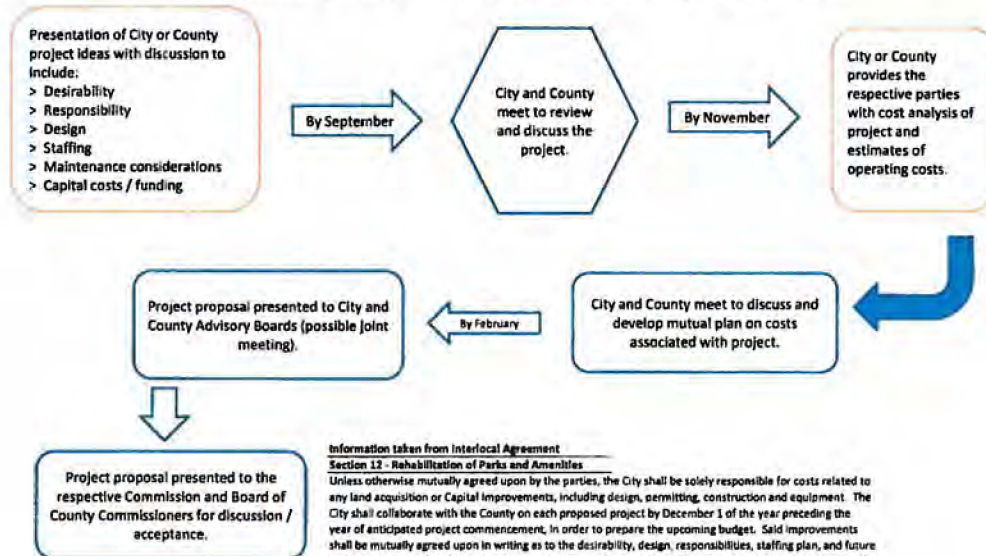 Presentation of City or County
project ideas with discussion to
include:
> Desirability
> Responsibility
> Design
> Staffing
> Maintenance considerations
> Capital costs / funding
By September
City and County
meet to review
and discuss the
project.
By November
City or County
provides the
respective parties
with cost analysis of
project and
estimates of
operating costs.
City and County meet to discuss and
develop mutual plan on costs
associated with project.
By February
Project proposal presented to City and
County Advisory Boards (possible joint
meeting).
Project proposal presented to the
respective Commission and Board of
County Commissioners for discussion /
acceptance.
Information taken from Interlocal Agreement
Section 12 - Rehabilitation of Parks and Amenities
Unless otherwise mutually agreed upon by the parties, the City shall be solely responsible for costs related to
any land acquisition or Capital Improvements, including design, permitting, construction and equipment. The
City shall collaborate with the County on each proposed project by December 1 of the year preceding the
year of anticipated project commencement, in order to prepare the upcoming budget. Said improvements
shall be mutually agreed upon in writing as to the desirability, design, responsibilities, staffing plan, and future